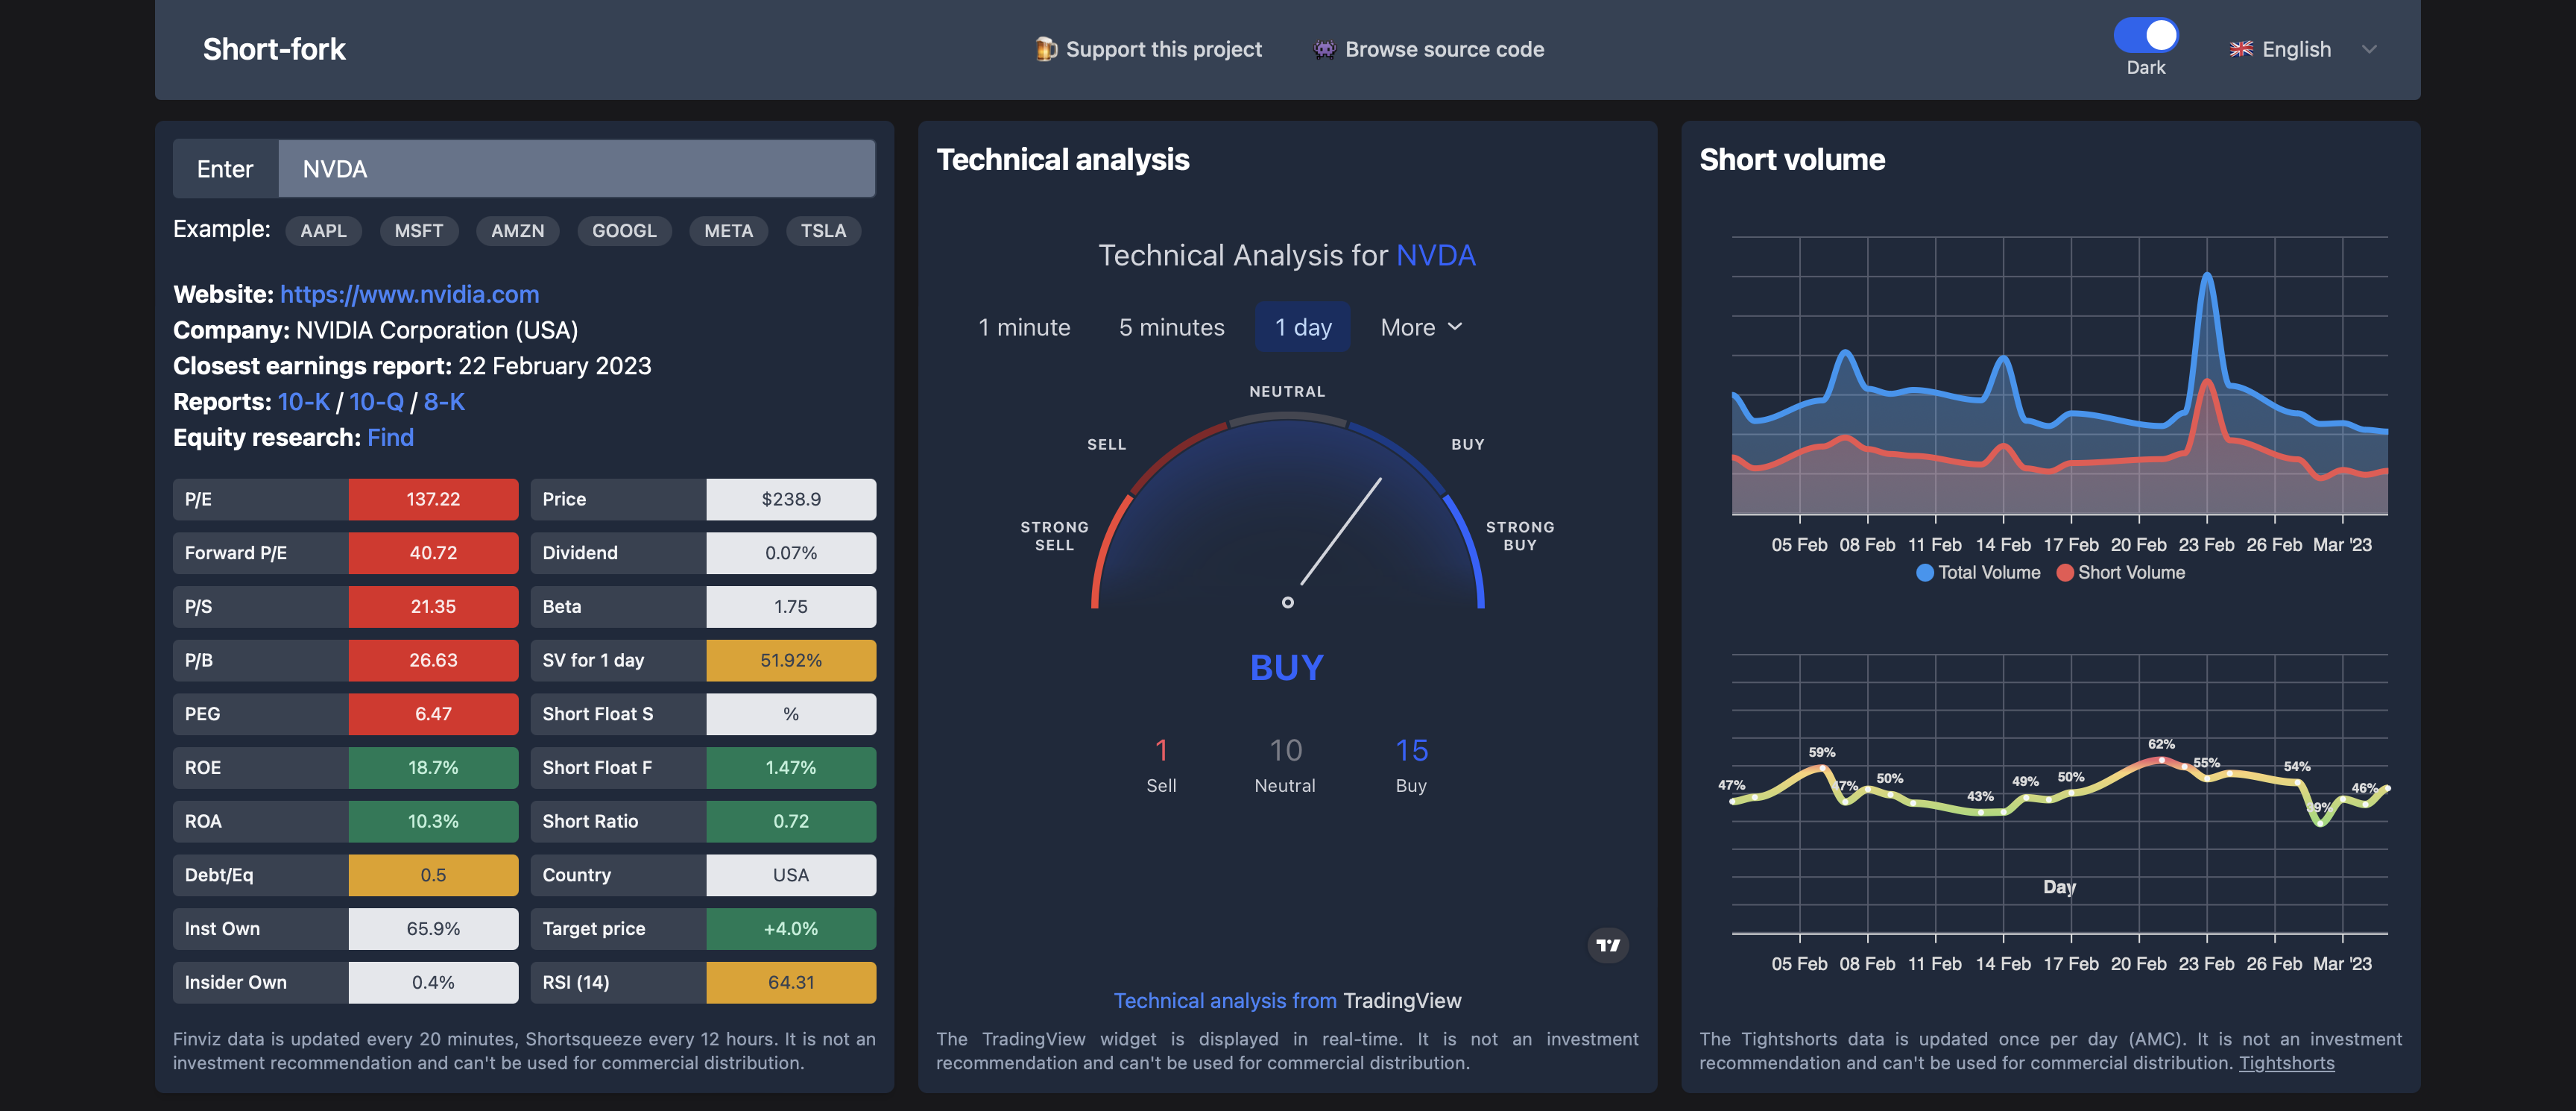 Short-fork
🍺 Support this project
👾 Browse source code
Dark
🇬🇧 English
Enter NVDA
Example: AAPL MSFT AMZN GOOGL META TSLA
Website: https://www.nvidia.com
Company: NVIDIA Corporation (USA)
Closest earnings report: 22 February 2023
Reports: 10-K / 10-Q / 8-K
Equity research: Find
P/E 137.22 Price $238.9
Forward P/E 40.72 Dividend 0.07%
P/S 21.35 Beta 1.75
P/B 26.63 SV for 1 day 51.92%
PEG 6.47 Short Float S %
ROE 18.7% Short Float F 1.47%
ROA 10.3% Short Ratio 0.72
Debt/Eq 0.5 Country USA
Inst Own 65.9% Target price +4.0%
Insider Own 0.4% RSI (14) 64.31
Finviz data is updated every 20 minutes, Shortsqueeze every 12 hours. It is not an
investment recommendation and can't be used for commercial distribution.
Technical analysis
Technical Analysis for NVDA
1 minute 5 minutes 1 day More
NEUTRAL
SELL BUY
STRONG
SELL
STRONG
BUY
BUY
1 10 15
Sell Neutral Buy
Technical analysis from TradingView
The TradingView widget is displayed in real-time. It is not an investment
recommendation and can't be used for commercial distribution.
Short volume
05 Feb 08 Feb 11 Feb 14 Feb 17 Feb 20 Feb 23 Feb 26 Feb Mar '23
Total Volume Short Volume
47% 59% 50% 43% 49% 50% 62% 55% 54% 46%
Day
05 Feb 08 Feb 11 Feb 14 Feb 17 Feb 20 Feb 23 Feb 26 Feb Mar '23
The Tightshorts data is updated once per day (AMC). It is not an investment
recommendation and can't be used for commercial distribution. Tightshorts